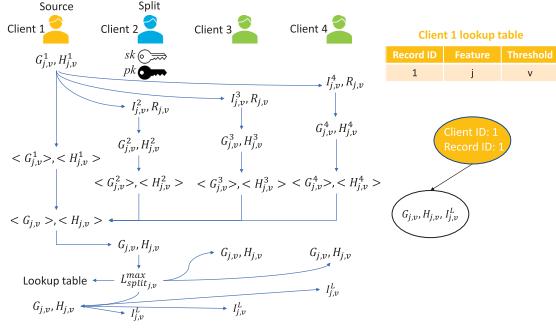 Source Split
Client 1 Client 2 Client 3 Client 4
sk
pk
G^1_{j,v}, H^1_{j,v}
I^2_{j,v}, R_{j,v} I^3_{j,v}, R_{j,v} I^4_{j,v}, R_{j,v}
G^2_{j,v}, H^2_{j,v} G^3_{j,v}, H^3_{j,v} G^4_{j,v}, H^4_{j,v}
< G^1_{j,v} >, < H^1_{j,v} >
< G^2_{j,v} >, < H^2_{j,v} > < G^3_{j,v} >, < H^3_{j,v} > < G^4_{j,v} >, < H^4_{j,v} >
< G_{j,v} >, < H_{j,v} >
G_{j,v}, H_{j,v} G_{j,v}, H_{j,v} G_{j,v}, H_{j,v}
Lookup table L^{max}_{split_{j,v}}
G_{j,v}, H_{j,v} I^L_{j,v} I^L_{j,v} I^L_{j,v}
Client 1 lookup table
Record ID Feature Threshold
1 j v
Client ID: 1
Record ID: 1
G_{j,v}, H_{j,v}, I^L_{j,v}